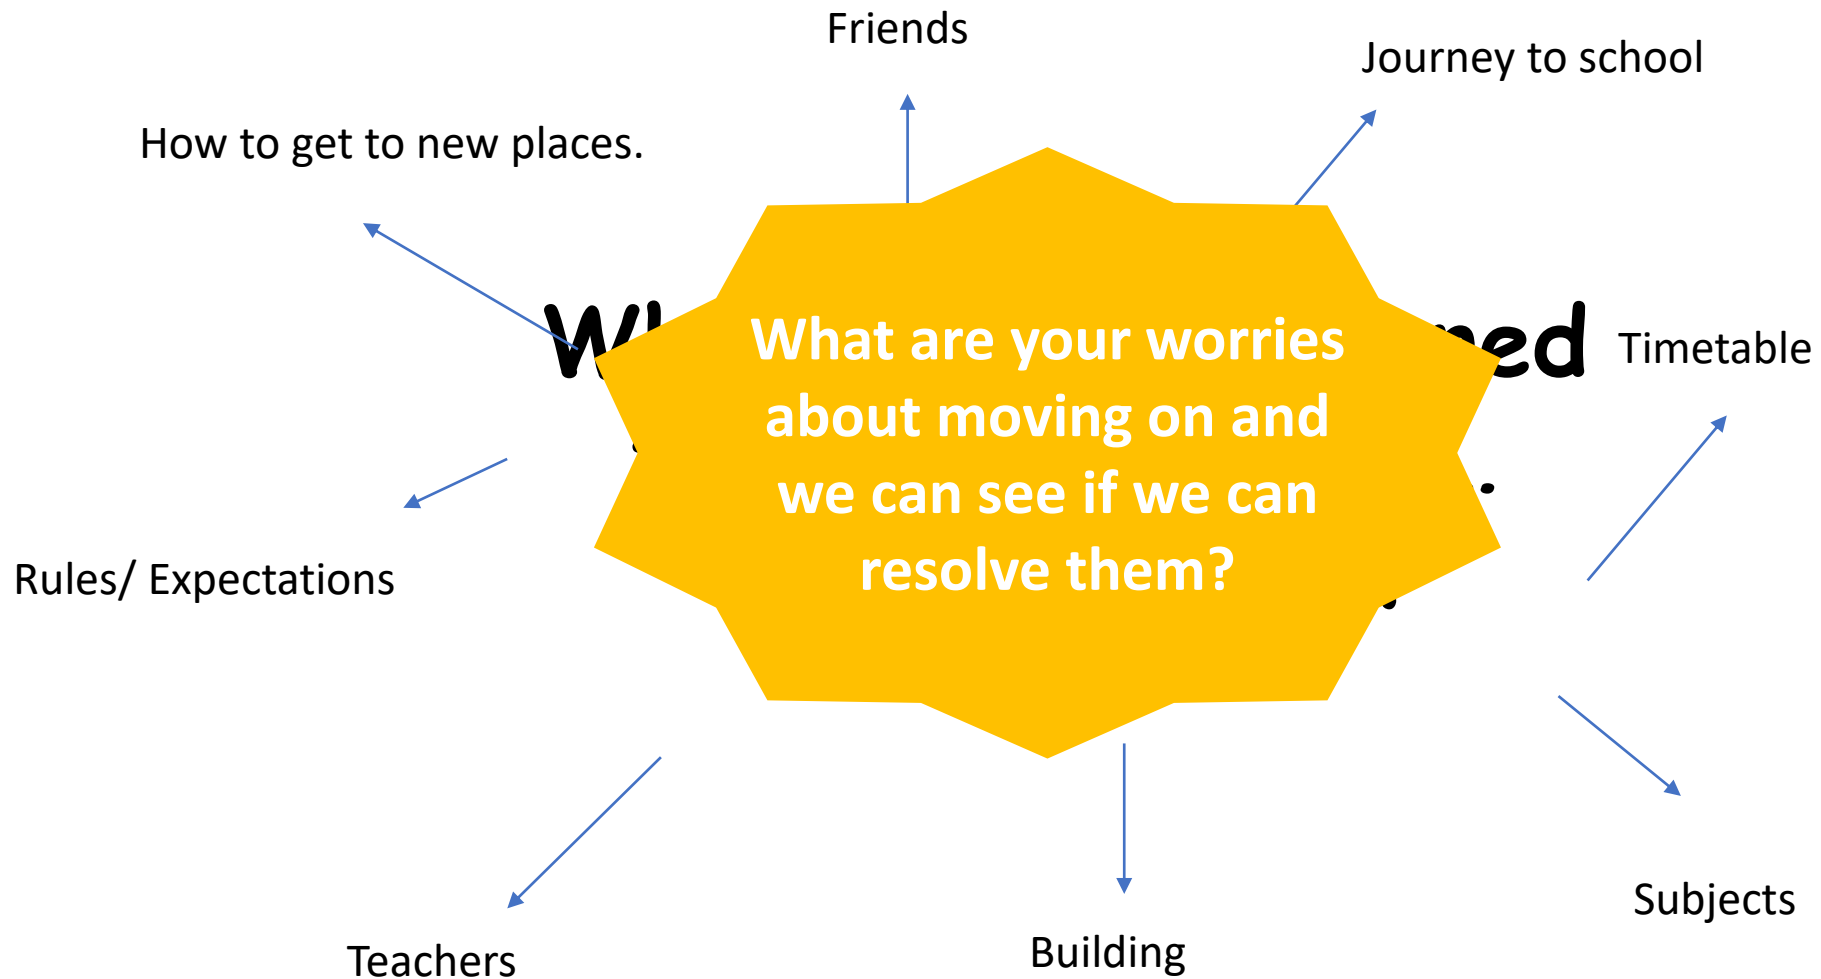 Friends
Journey to school
How to get to new places.
What are your worries
about moving on and
we can see if we can
resolve them?
Timetable
Rules/ Expectations
Subjects
Teachers
Building